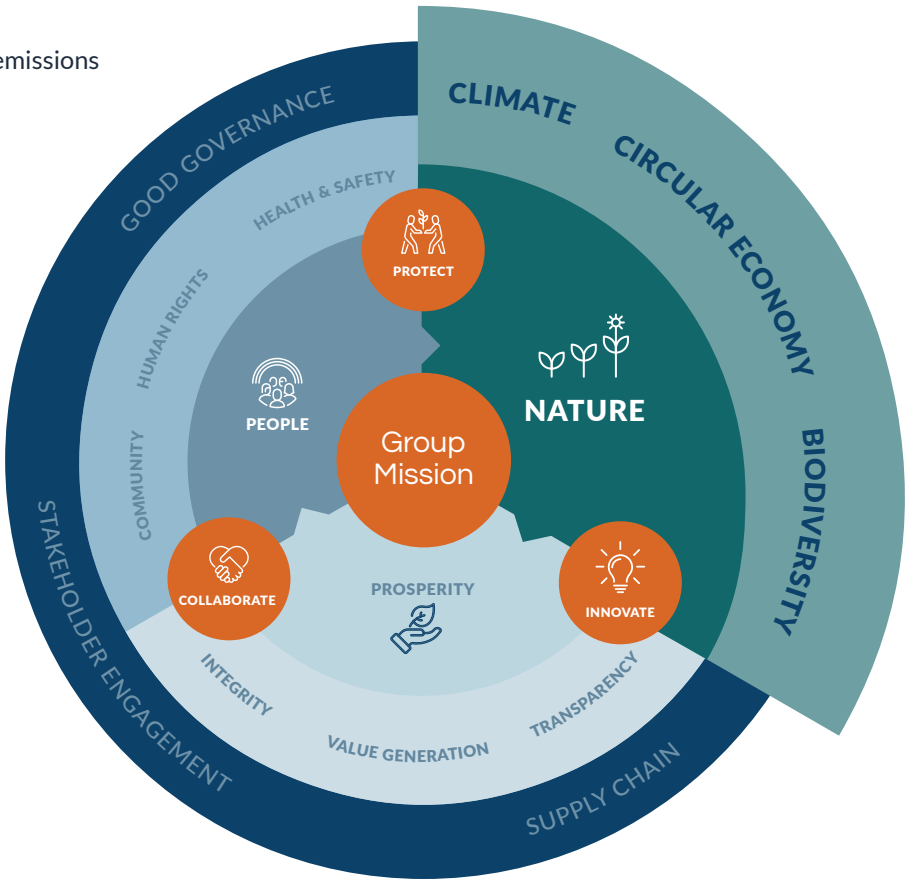 emissions
GOOD GOVERNANCE
CLIMATE
CIRCULAR ECONOMY
BIODIVERSITY
HEALTH & SAFETY
HUMAN RIGHTS
COMMUNITY
PROTECT
PEOPLE
NATURE
Group
Mission
COLLABORATE
INNOVATE
PROSPERITY
INTEGRITY
VALUE GENERATION
TRANSPARENCY
STAKEHOLDER ENGAGEMENT
SUPPLY CHAIN